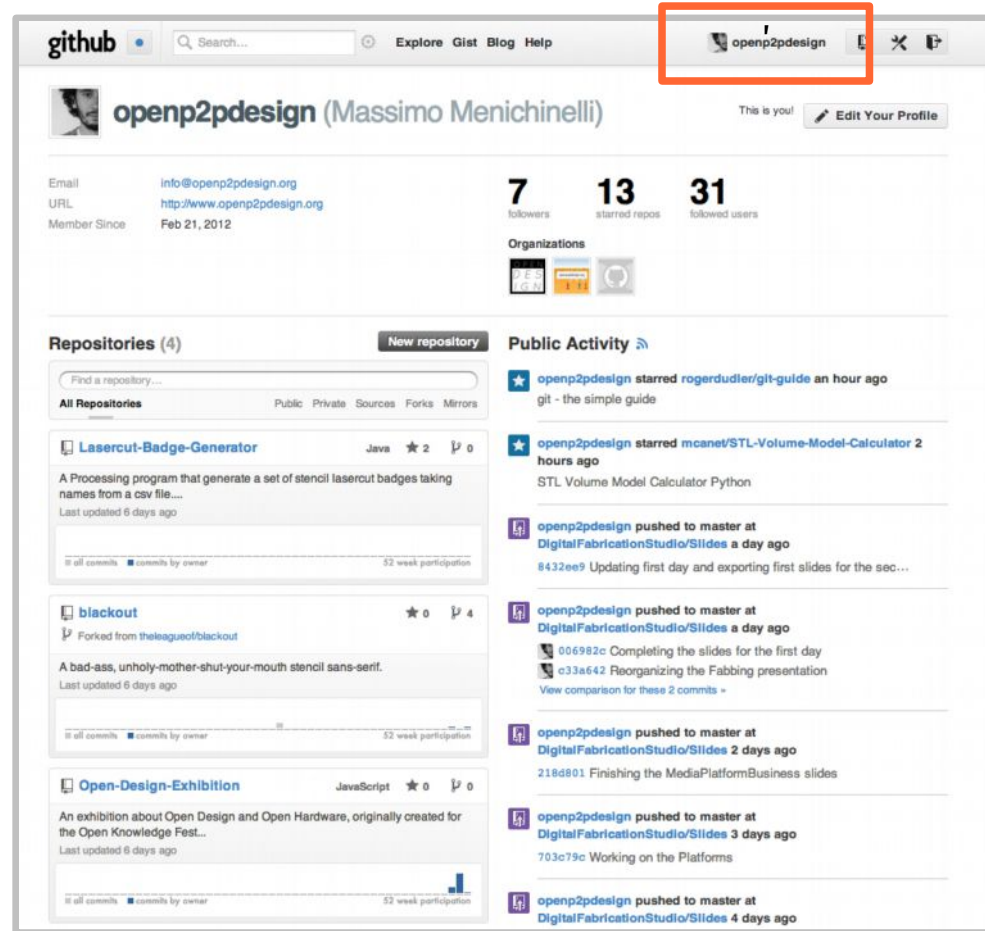 github
Search...
Explore Gist Blog Help
openp2pdesign
openp2pdesign (Massimo Menichinelli)
This is you!
Edit Your Profile
Email info@openp2pdesign.org
URL http://www.openp2pdesign.org
Member Since Feb 21, 2012
7 followers
13 starred repos
31 followed users
Organizations
OPEN
DES
IGN
Repositories (4)
New repository
Find a repository...
All Repositories Public Private Sources Forks Mirrors
Lasercut-Badge-Generator Java 2 0
A Processing program that generate a set of stencil lasercut badges taking
names from a csv file....
Last updated 6 days ago
all commits commits by owner 52 week participation
blackout 0 4
Forked from theleagueof/blackout
A bad-ass, unholy-mother-shut-your-mouth stencil sans-serif.
Last updated 6 days ago
all commits commits by owner 52 week participation
Open-Design-Exhibition JavaScript 0 0
An exhibition about Open Design and Open Hardware, originally created for
the Open Knowledge Fest...
Last updated 6 days ago
all commits commits by owner 52 week participation
Public Activity
openp2pdesign starred rogerdudler/git-guide an hour ago
git - the simple guide
openp2pdesign starred mcanet/STL-Volume-Model-Calculator 2
hours ago
STL Volume Model Calculator Python
openp2pdesign pushed to master at
DigitalFabricationStudio/Slides a day ago
8432ee9 Updating first day and exporting first slides for the sec...
openp2pdesign pushed to master at
DigitalFabricationStudio/Slides a day ago
006982c Completing the slides for the first day
c33a642 Reorganizing the Fabbing presentation
View comparison for these 2 commits »
openp2pdesign pushed to master at
DigitalFabricationStudio/Slides 2 days ago
218d801 Finishing the MediaPlatformBusiness slides
openp2pdesign pushed to master at
DigitalFabricationStudio/Slides 3 days ago
703c79c Working on the Platforms
openp2pdesign pushed to master at
DigitalFabricationStudio/Slides 4 days ago